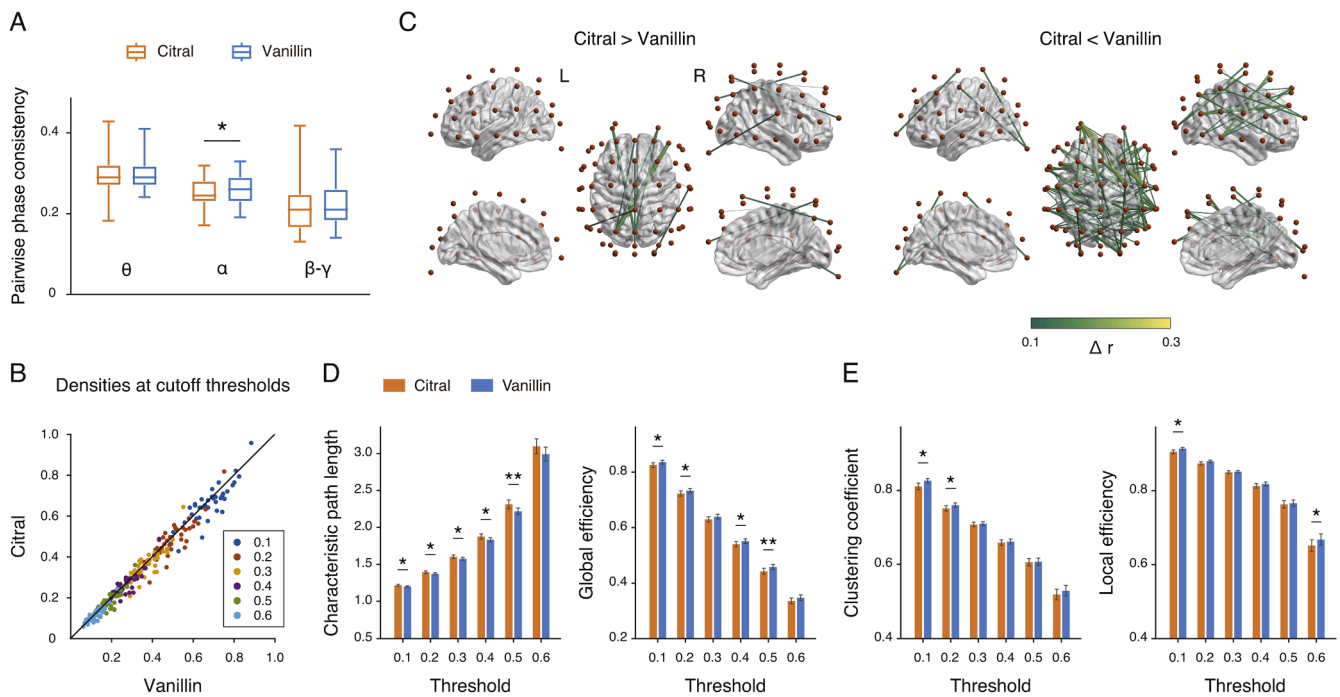 A
Citral
Vanillin
Pairwise phase consistency
0.4
0.2
0
*
θ
α
β-γ
C
Citral > Vanillin
Citral < Vanillin
L
R
0.1
0.3
Δ r
B
Densities at cutoff thresholds
Citral
1.0
0.8
0.6
0.4
0.2
0
0.1
0.2
0.3
0.4
0.5
0.6
0.2
0.4
0.6
0.8
1.0
Vanillin
D
Citral
Vanillin
Characteristic path length
3.0
2.5
2.0
1.5
1.0
0.5
*
*
*
*
**
0.1
0.2
0.3
0.4
0.5
0.6
Threshold
Global efficiency
0.8
0.6
0.4
0.2
*
*
*
**
0.1
0.2
0.3
0.4
0.5
0.6
Threshold
E
Clustering coefficient
0.8
0.6
0.4
*
*
0.1
0.2
0.3
0.4
0.5
0.6
Threshold
Local efficiency
0.8
0.6
0.4
*
*
0.1
0.2
0.3
0.4
0.5
0.6
Threshold